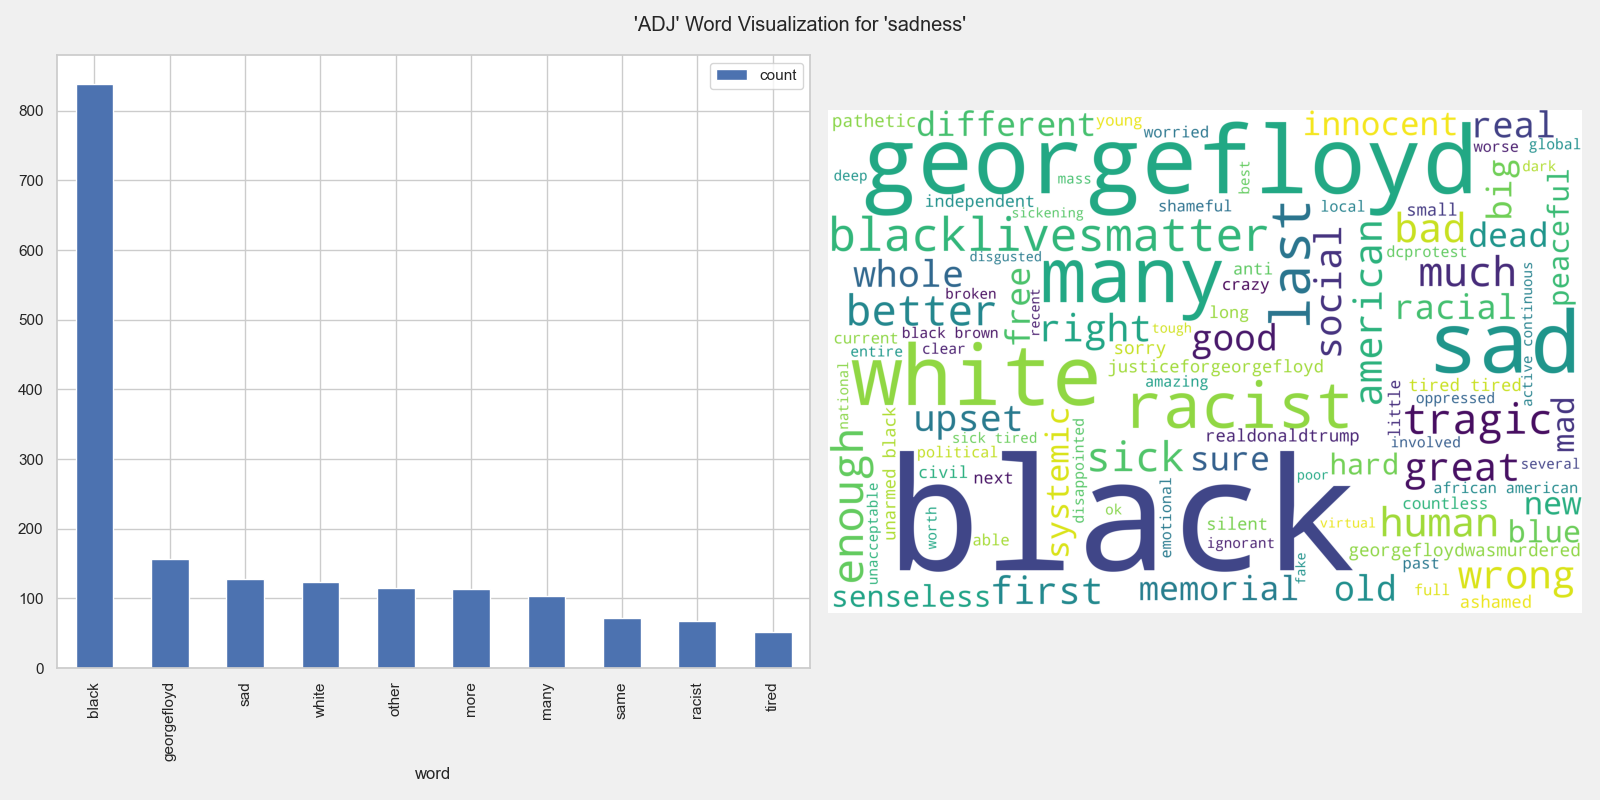 'ADJ' Word Visualization for 'sadness'
count
800
700
600
500
400
300
200
100
0
black
georgefloyd
sad
white
other
more
many
same
racist
tired
word
pathetic
different
young
worried
innocent
real
worse
global
georgefloyd
deep
mass
best
big
dark
peaceful
independent
sickening
shameful
last
local
small
bad
dead
blacklivesmatter
disgusted
social
american
dcprotest
whole
many
anti
crazy
much
broken
free
recent
better
long
racial
active continuous
black brown
right
tough
good
sad
current
clear
sorry
entire
white
justiceforgeorgefloyd
amazing
tired tired
national
racist
little
oppressed
tragic
mad
upset
systemic
disappointed
unarmed black
sick tired
realdonaldtrump
involved
enough
political
sick
sure
hard
great
several
civil
next
poor
african american
black
unacceptable
worth
able
ok
emotional
silent
ignorant
virtual
countless
new
human
blue
georgefloydwasmurdered
fake
past
wrong
senseless
first
memorial
old
full
ashamed